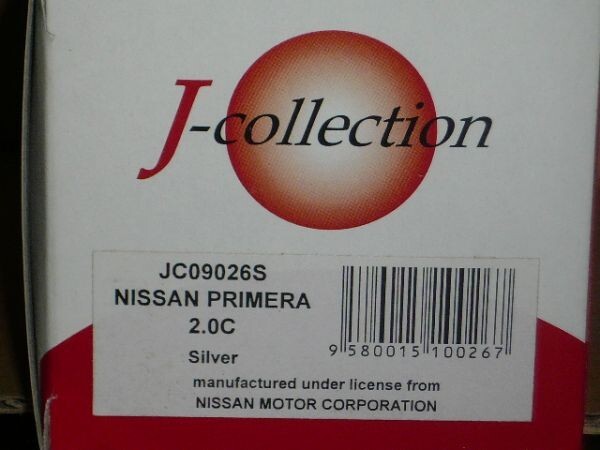 J-collection
JC09026S
NISSAN PRIMERA
2.0C
Silver
9 580015 100267
manufactured under license from
NISSAN MOTOR CORPORATION